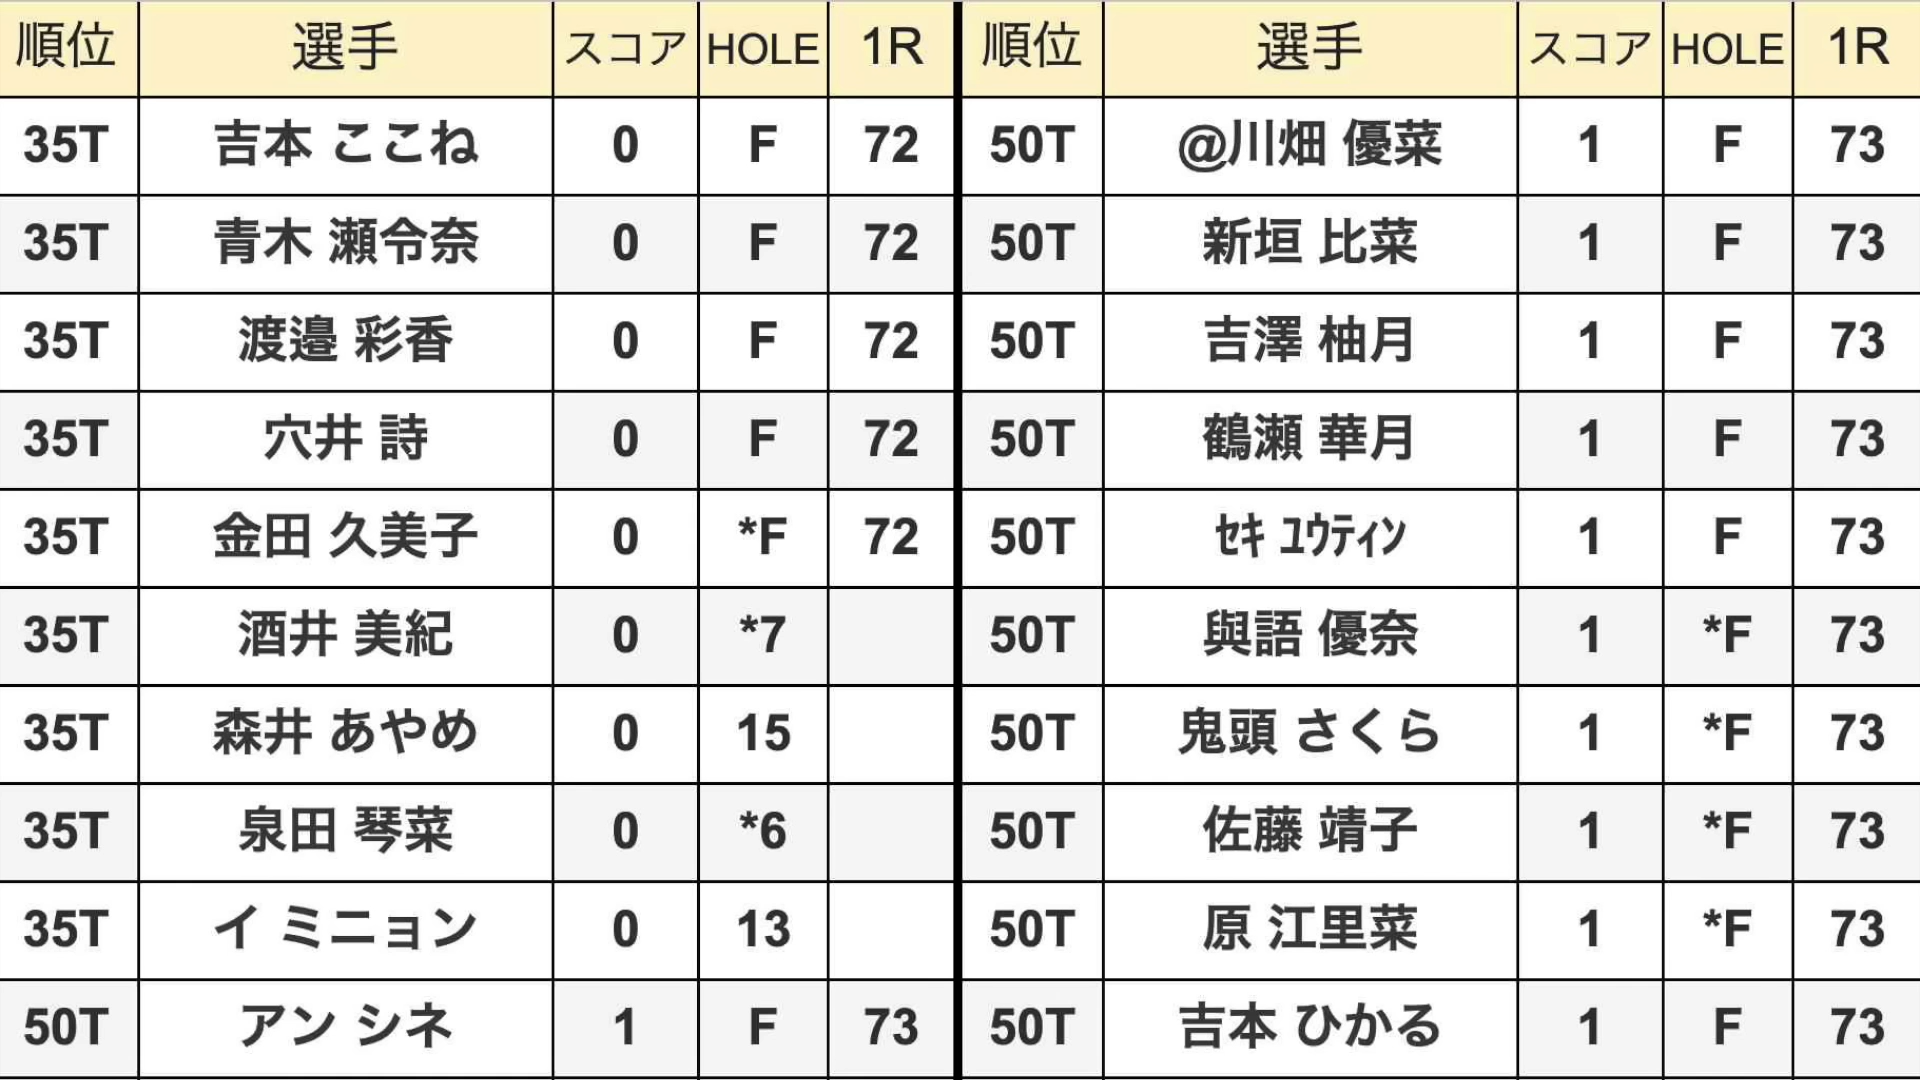 順位 選手 スコア HOLE 1R 順位 選手 スコア HOLE 1R
35T 吉本 ここね 0 F 72 50T @川畑 優菜 1 F 73
35T 青木 瀬令奈 0 F 72 50T 新垣 比菜 1 F 73
35T 渡邉 彩香 0 F 72 50T 吉澤 柚月 1 F 73
35T 穴井 詩 0 F 72 50T 鶴瀬 華月 1 F 73
35T 金田 久美子 0 *F 72 50T ｾｷ ﾕｳﾃｨﾝ 1 F 73
35T 酒井 美紀 0 *7 50T 與語 優奈 1 *F 73
35T 森井 あやめ 0 15 50T 鬼頭 さくら 1 *F 73
35T 泉田 琴菜 0 *6 50T 佐藤 靖子 1 *F 73
35T イ ミニョン 0 13 50T 原 江里菜 1 *F 73
50T アン シネ 1 F 73 50T 吉本 ひかる 1 F 73